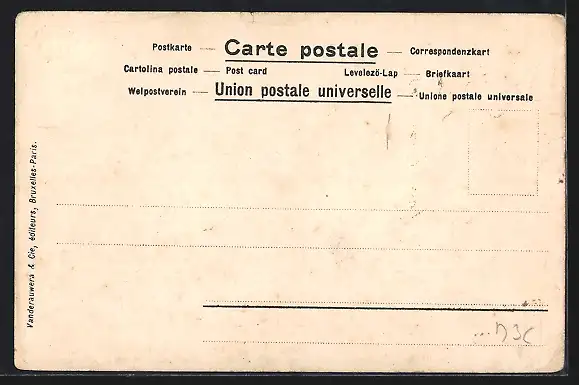 Postkarte — Carte postale — Correspondenzkart
Cartolina postale — Post card Levelezö-Lap — Briefkaart
Welpostverein — Union postale universelle — Unione postale universale
Vanderauwera & Cie, éditeurs, Bruxelles-Paris.